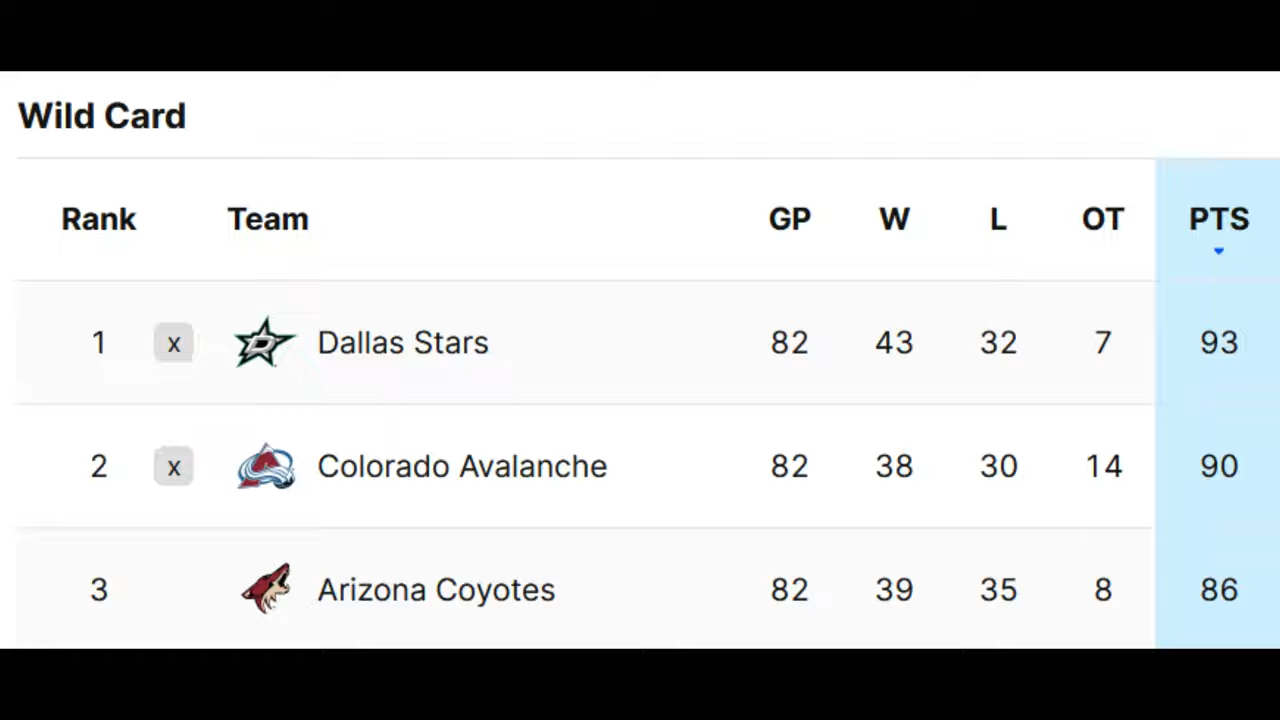 Wild Card
Rank Team GP W L OT PTS
1 x Dallas Stars 82 43 32 7 93
2 x Colorado Avalanche 82 38 30 14 90
3 Arizona Coyotes 82 39 35 8 86